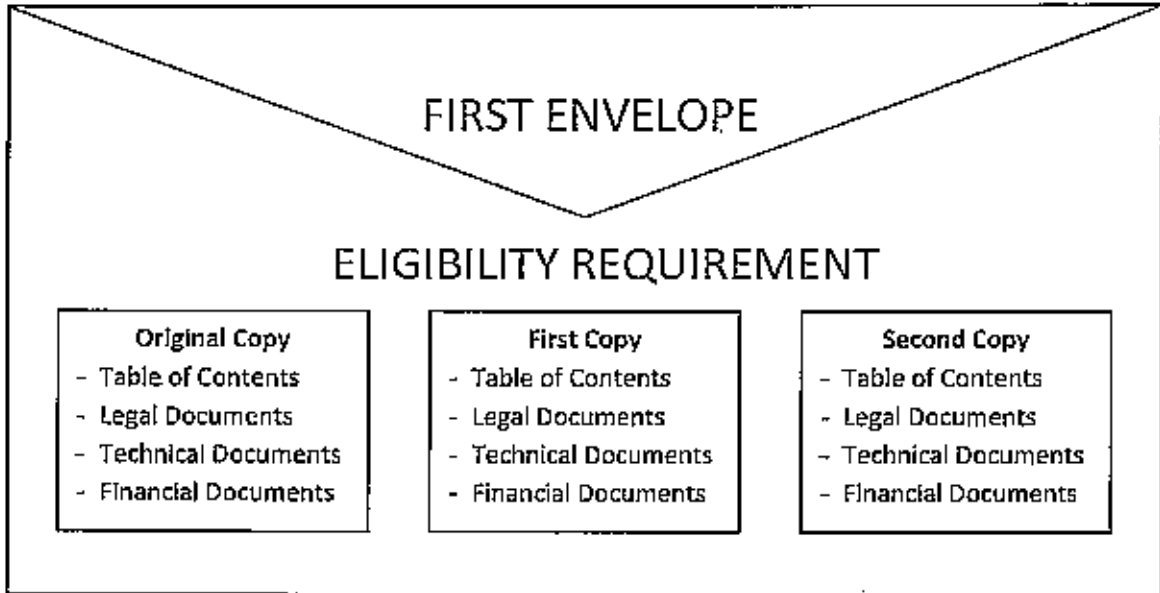 FIRST ENVELOPE
ELIGIBILITY REQUIREMENT
Original Copy
- Table of Contents
- Legal Documents
- Technical Documents
- Financial Documents
First Copy
- Table of Contents
- Legal Documents
- Technical Documents
- Financial Documents
Second Copy
- Table of Contents
- Legal Documents
- Technical Documents
- Financial Documents